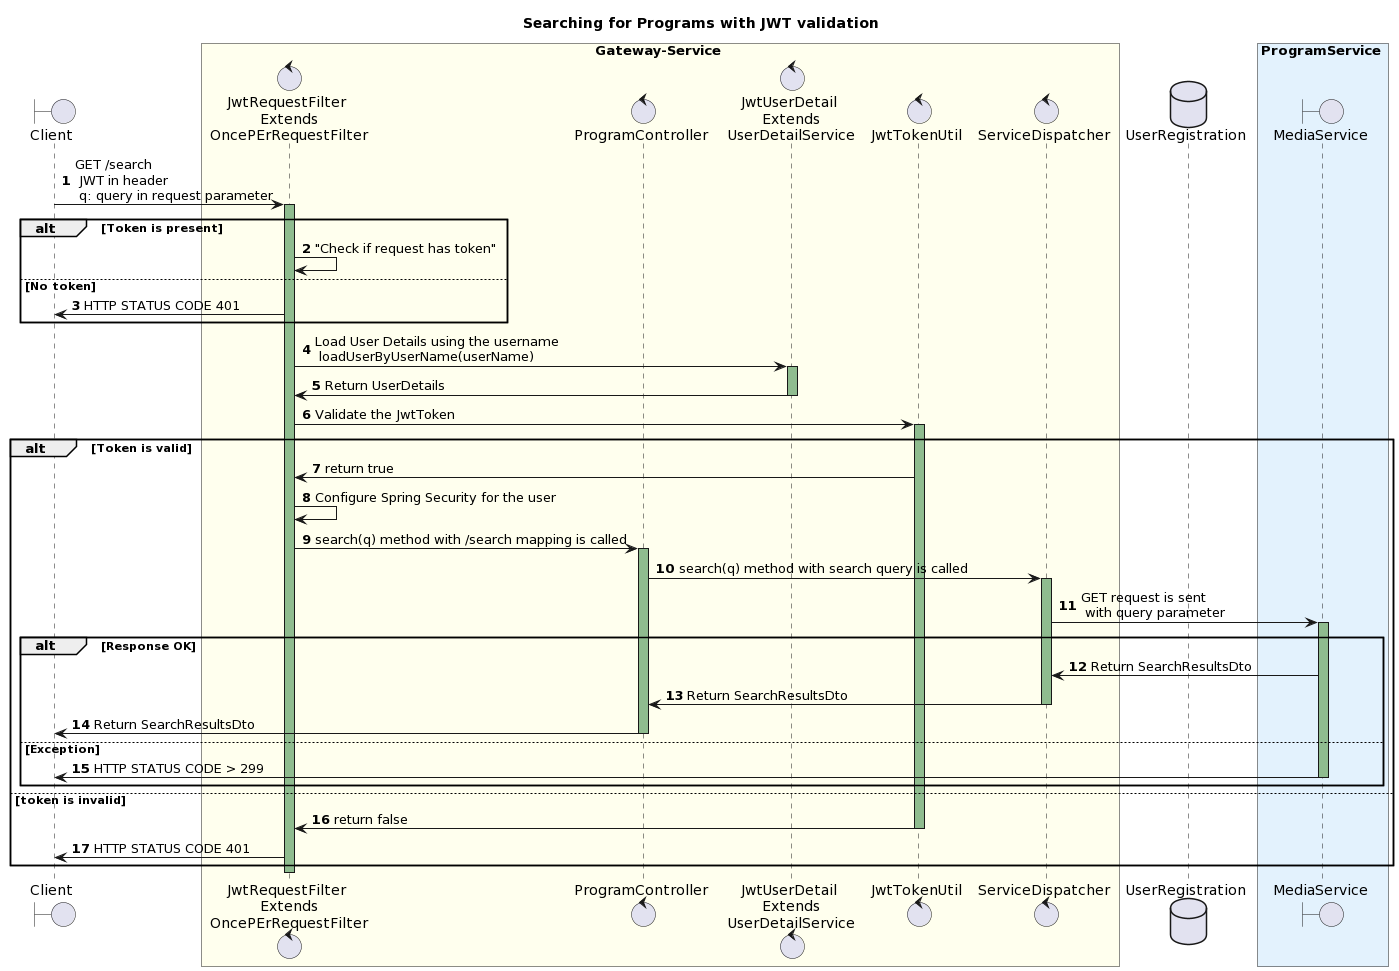 Searching for Programs with JWT validation
Gateway-Service
ProgramService
Client
JwtRequestFilter
Extends
OncePErRequestFilter
ProgramController
JwtUserDetail
Extends
UserDetailService
JwtTokenUtil
ServiceDispatcher
UserRegistration
MediaService
GET /search
1 JWT in header
q: query in request parameter
alt [Token is present]
2 "Check if request has token"
[No token]
3 HTTP STATUS CODE 401
4 Load User Details using the username
loadUserByUserName(userName)
5 Return UserDetails
6 Validate the JwtToken
alt [Token is valid]
7 return true
8 Configure Spring Security for the user
9 search(q) method with /search mapping is called
10 search(q) method with search query is called
11 GET request is sent
with query parameter
alt [Response OK]
12 Return SearchResultsDto
13 Return SearchResultsDto
14 Return SearchResultsDto
[Exception]
15 HTTP STATUS CODE > 299
[token is invalid]
16 return false
17 HTTP STATUS CODE 401
Client
JwtRequestFilter
Extends
OncePErRequestFilter
ProgramController
JwtUserDetail
Extends
UserDetailService
JwtTokenUtil
ServiceDispatcher
UserRegistration
MediaService